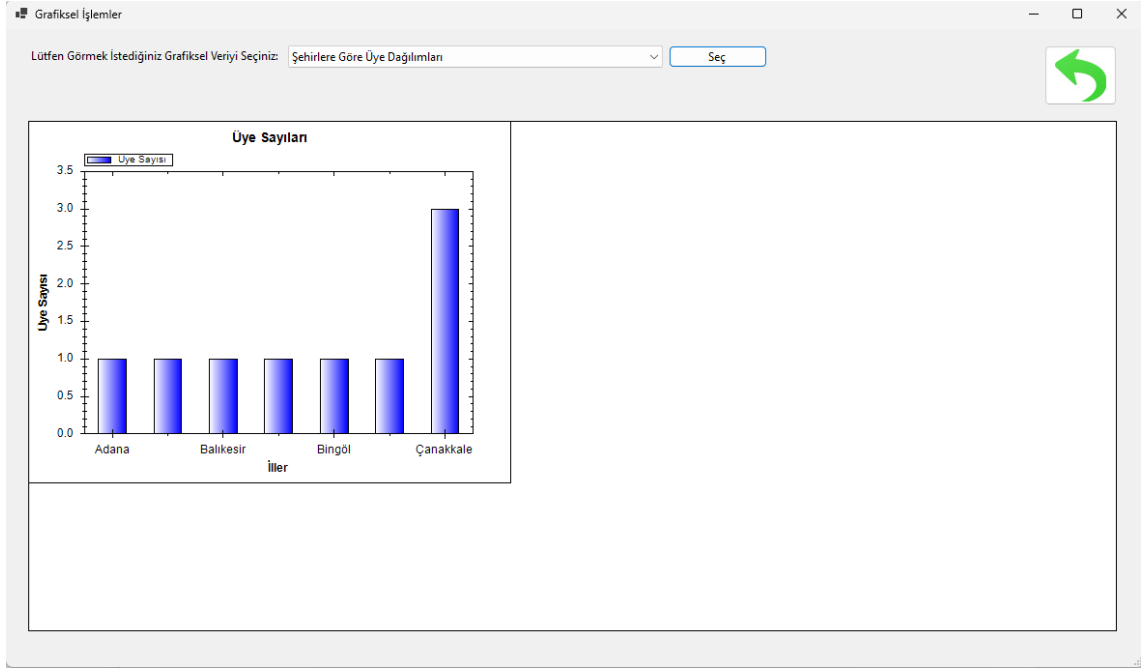 Grafiksel İşlemler
Lütfen Görmek İstediğiniz Grafiksel Veriyi Seçiniz: Şehirlere Göre Üye Dağılımları Seç
Üye Sayıları
Üye Sayısı
3.5
3.0
2.5
2.0
1.5
1.0
0.5
0.0
Üye Sayısı
Adana Balıkesir Bingöl Çanakkale
İller